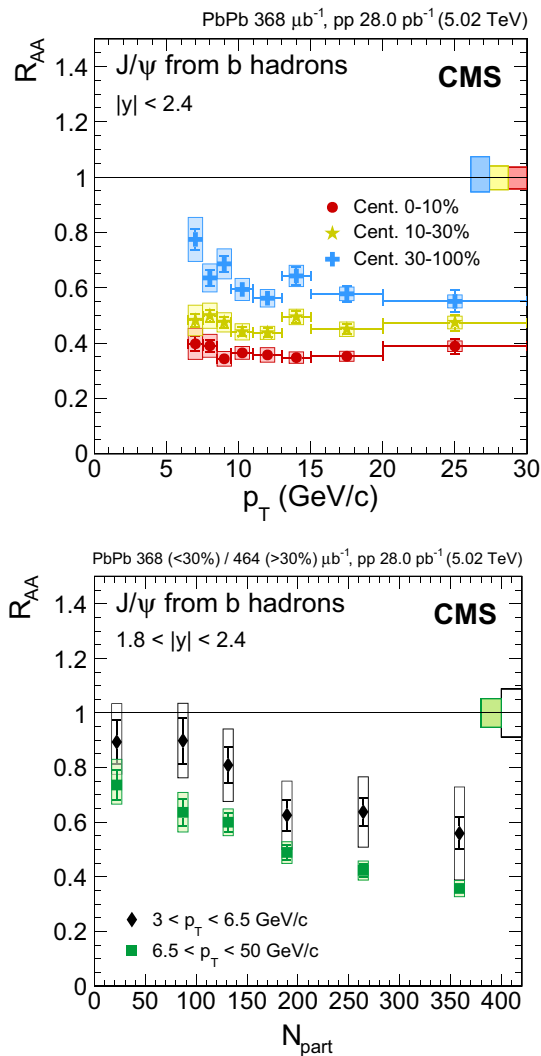 PbPb 368 μb⁻¹, pp 28.0 pb⁻¹ (5.02 TeV)
R_AA
J/ψ from b hadrons
CMS
|y| < 2.4
1.4
1.2
1
0.8
0.6
0.4
0.2
0
Cent. 0-10%
Cent. 10-30%
Cent. 30-100%
0 5 10 15 20 25 30
p_T (GeV/c)
PbPb 368 (<30%) / 464 (>30%) μb⁻¹, pp 28.0 pb⁻¹ (5.02 TeV)
R_AA
J/ψ from b hadrons
CMS
1.8 < |y| < 2.4
1.4
1.2
1
0.8
0.6
0.4
0.2
0
3 < p_T < 6.5 GeV/c
6.5 < p_T < 50 GeV/c
0 50 100 150 200 250 300 350 400
N_part